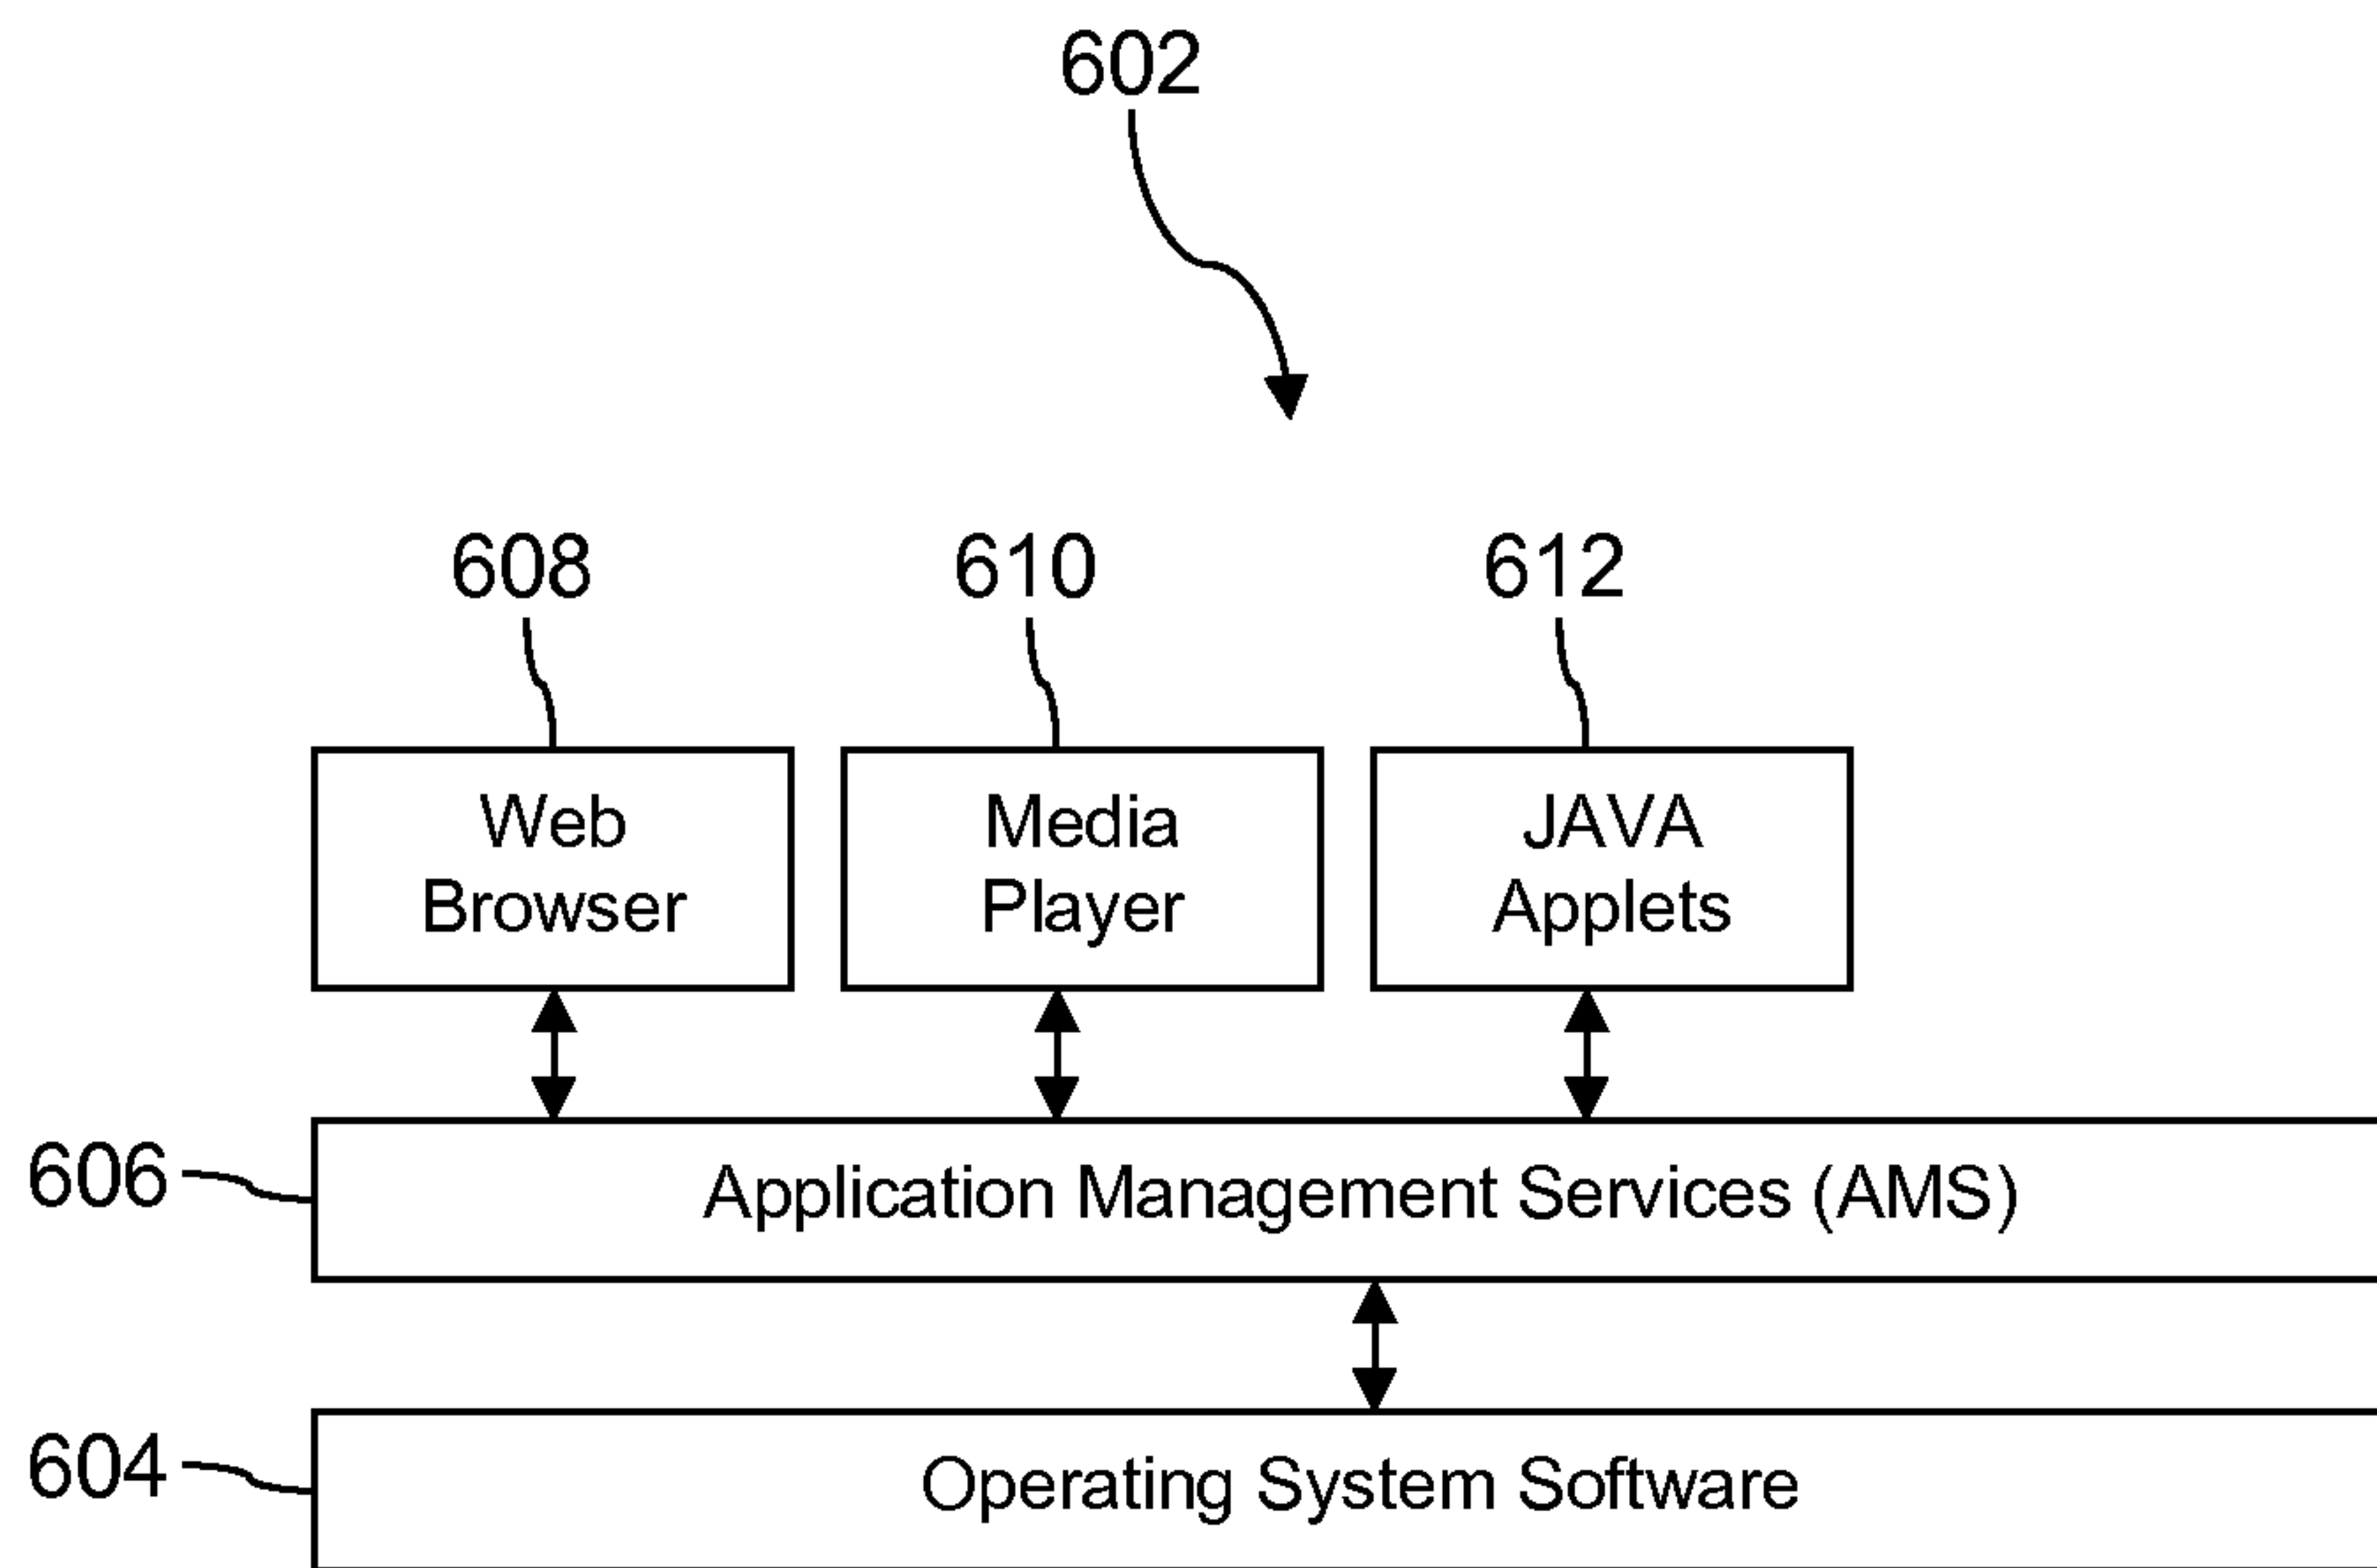 602
608
610
612
Web
Browser
Media
Player
JAVA
Applets
606
Application Management Services (AMS)
604
Operating System Software